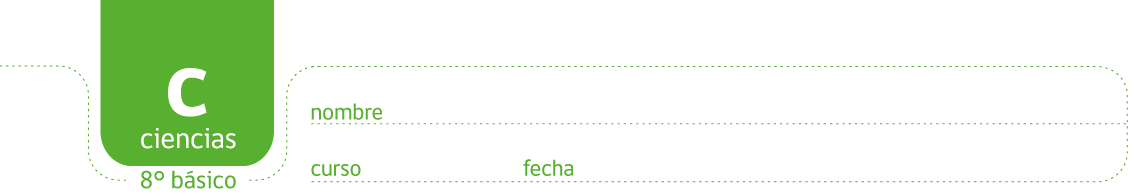 c
ciencias
8° básico
nombre
curso fecha